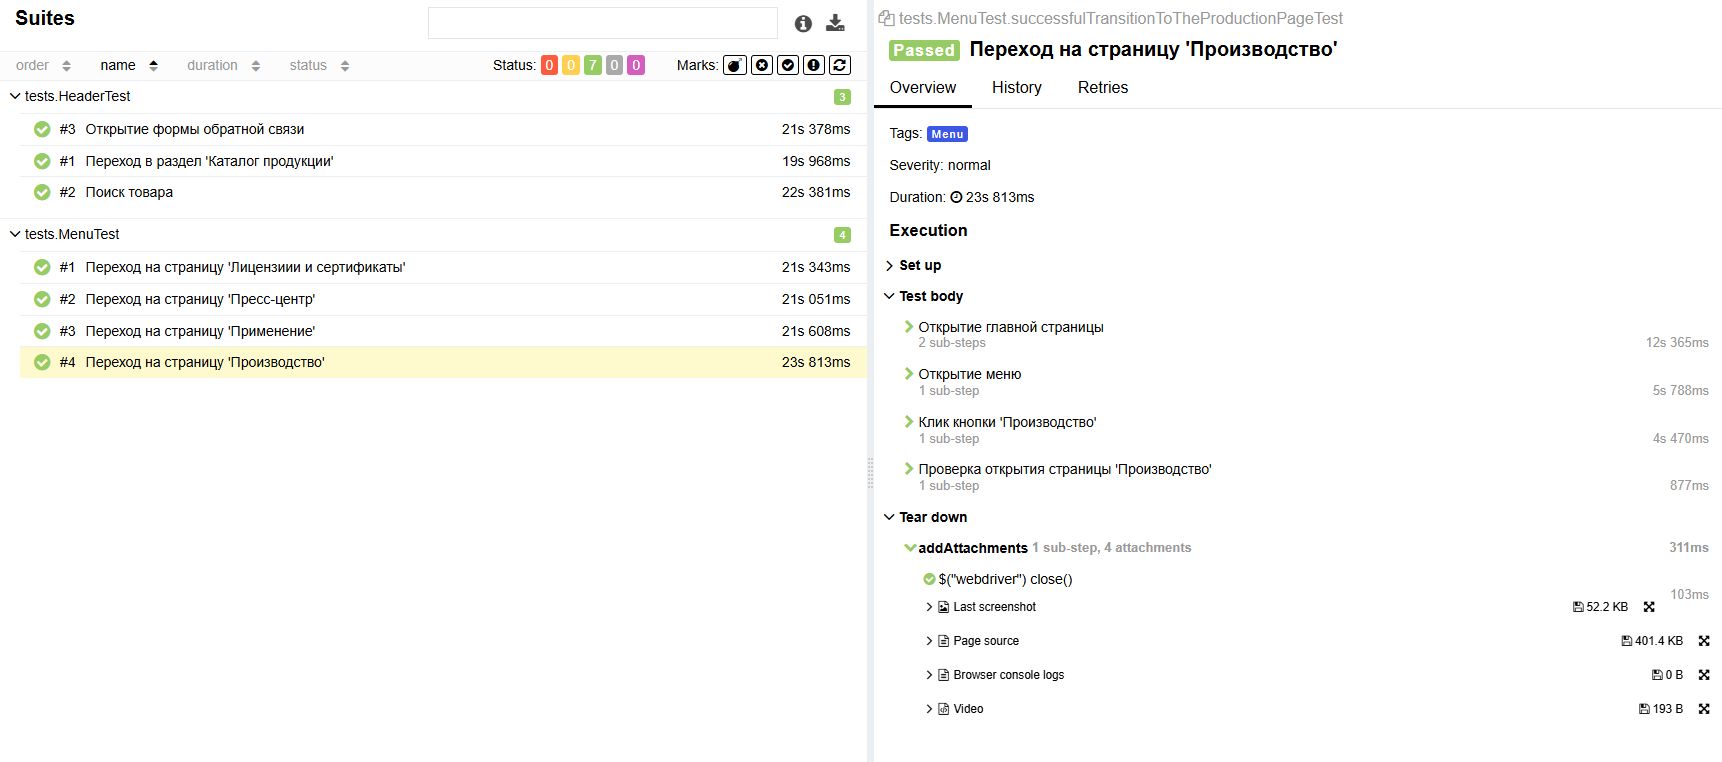 Suites
order name duration status Status: 0 0 7 0 0 Marks:
tests.HeaderTest 3
#3 Открытие формы обратной связи 21s 378ms
#1 Переход в раздел 'Каталог продукции' 19s 968ms
#2 Поиск товара 22s 381ms
tests.MenuTest 4
#1 Переход на страницу 'Лицензиии и сертификаты' 21s 343ms
#2 Переход на страницу 'Пресс-центр' 21s 051ms
#3 Переход на страницу 'Применение' 21s 608ms
#4 Переход на страницу 'Производство' 23s 813ms
tests.MenuTest.successfulTransitionToTheProductionPageTest
Passed Переход на страницу 'Производство'
Overview History Retries
Tags: Menu
Severity: normal
Duration: 23s 813ms
Execution
Set up
Test body
Открытие главной страницы
2 sub-steps 12s 365ms
Открытие меню
1 sub-step 5s 788ms
Клик кнопки 'Производство'
1 sub-step 4s 470ms
Проверка открытия страницы 'Производство'
1 sub-step 877ms
Tear down
addAttachments 1 sub-step, 4 attachments 311ms
$("webdriver") close()
103ms
Last screenshot 52.2 KB
Page source 401.4 KB
Browser console logs 0 B
Video 193 B